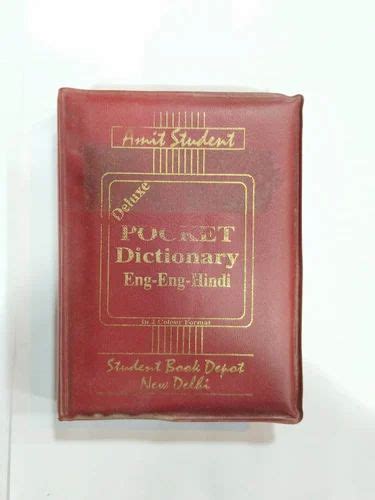 Amit Student
Deluxe
POCKET
Dictionary
Eng-Eng-Hindi
In 2 Colour Format
Student Book Depot
New Delhi